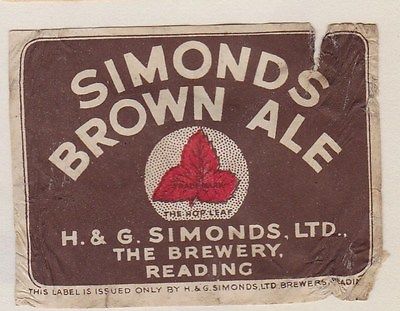 SIMONDS
BROWN ALE
TRADE MARK
THE HOP LEAF
H. & G. SIMONDS, LTD.,
THE BREWERY,
READING
THIS LABEL IS ISSUED ONLY BY H. & G. SIMONDS, LTD BREWERS,